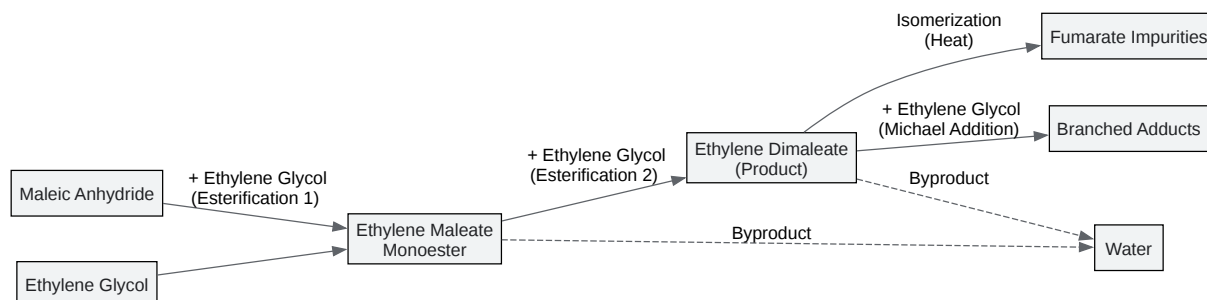 Isomerization
(Heat)
Fumarate Impurities
+ Ethylene Glycol
(Michael Addition)
Branched Adducts
+ Ethylene Glycol
(Esterification 2)
Ethylene Dimaleate
(Product)
Maleic Anhydride
+ Ethylene Glycol
(Esterification 1)
Byproduct
Ethylene Maleate
Monoester
Byproduct
Water
Ethylene Glycol